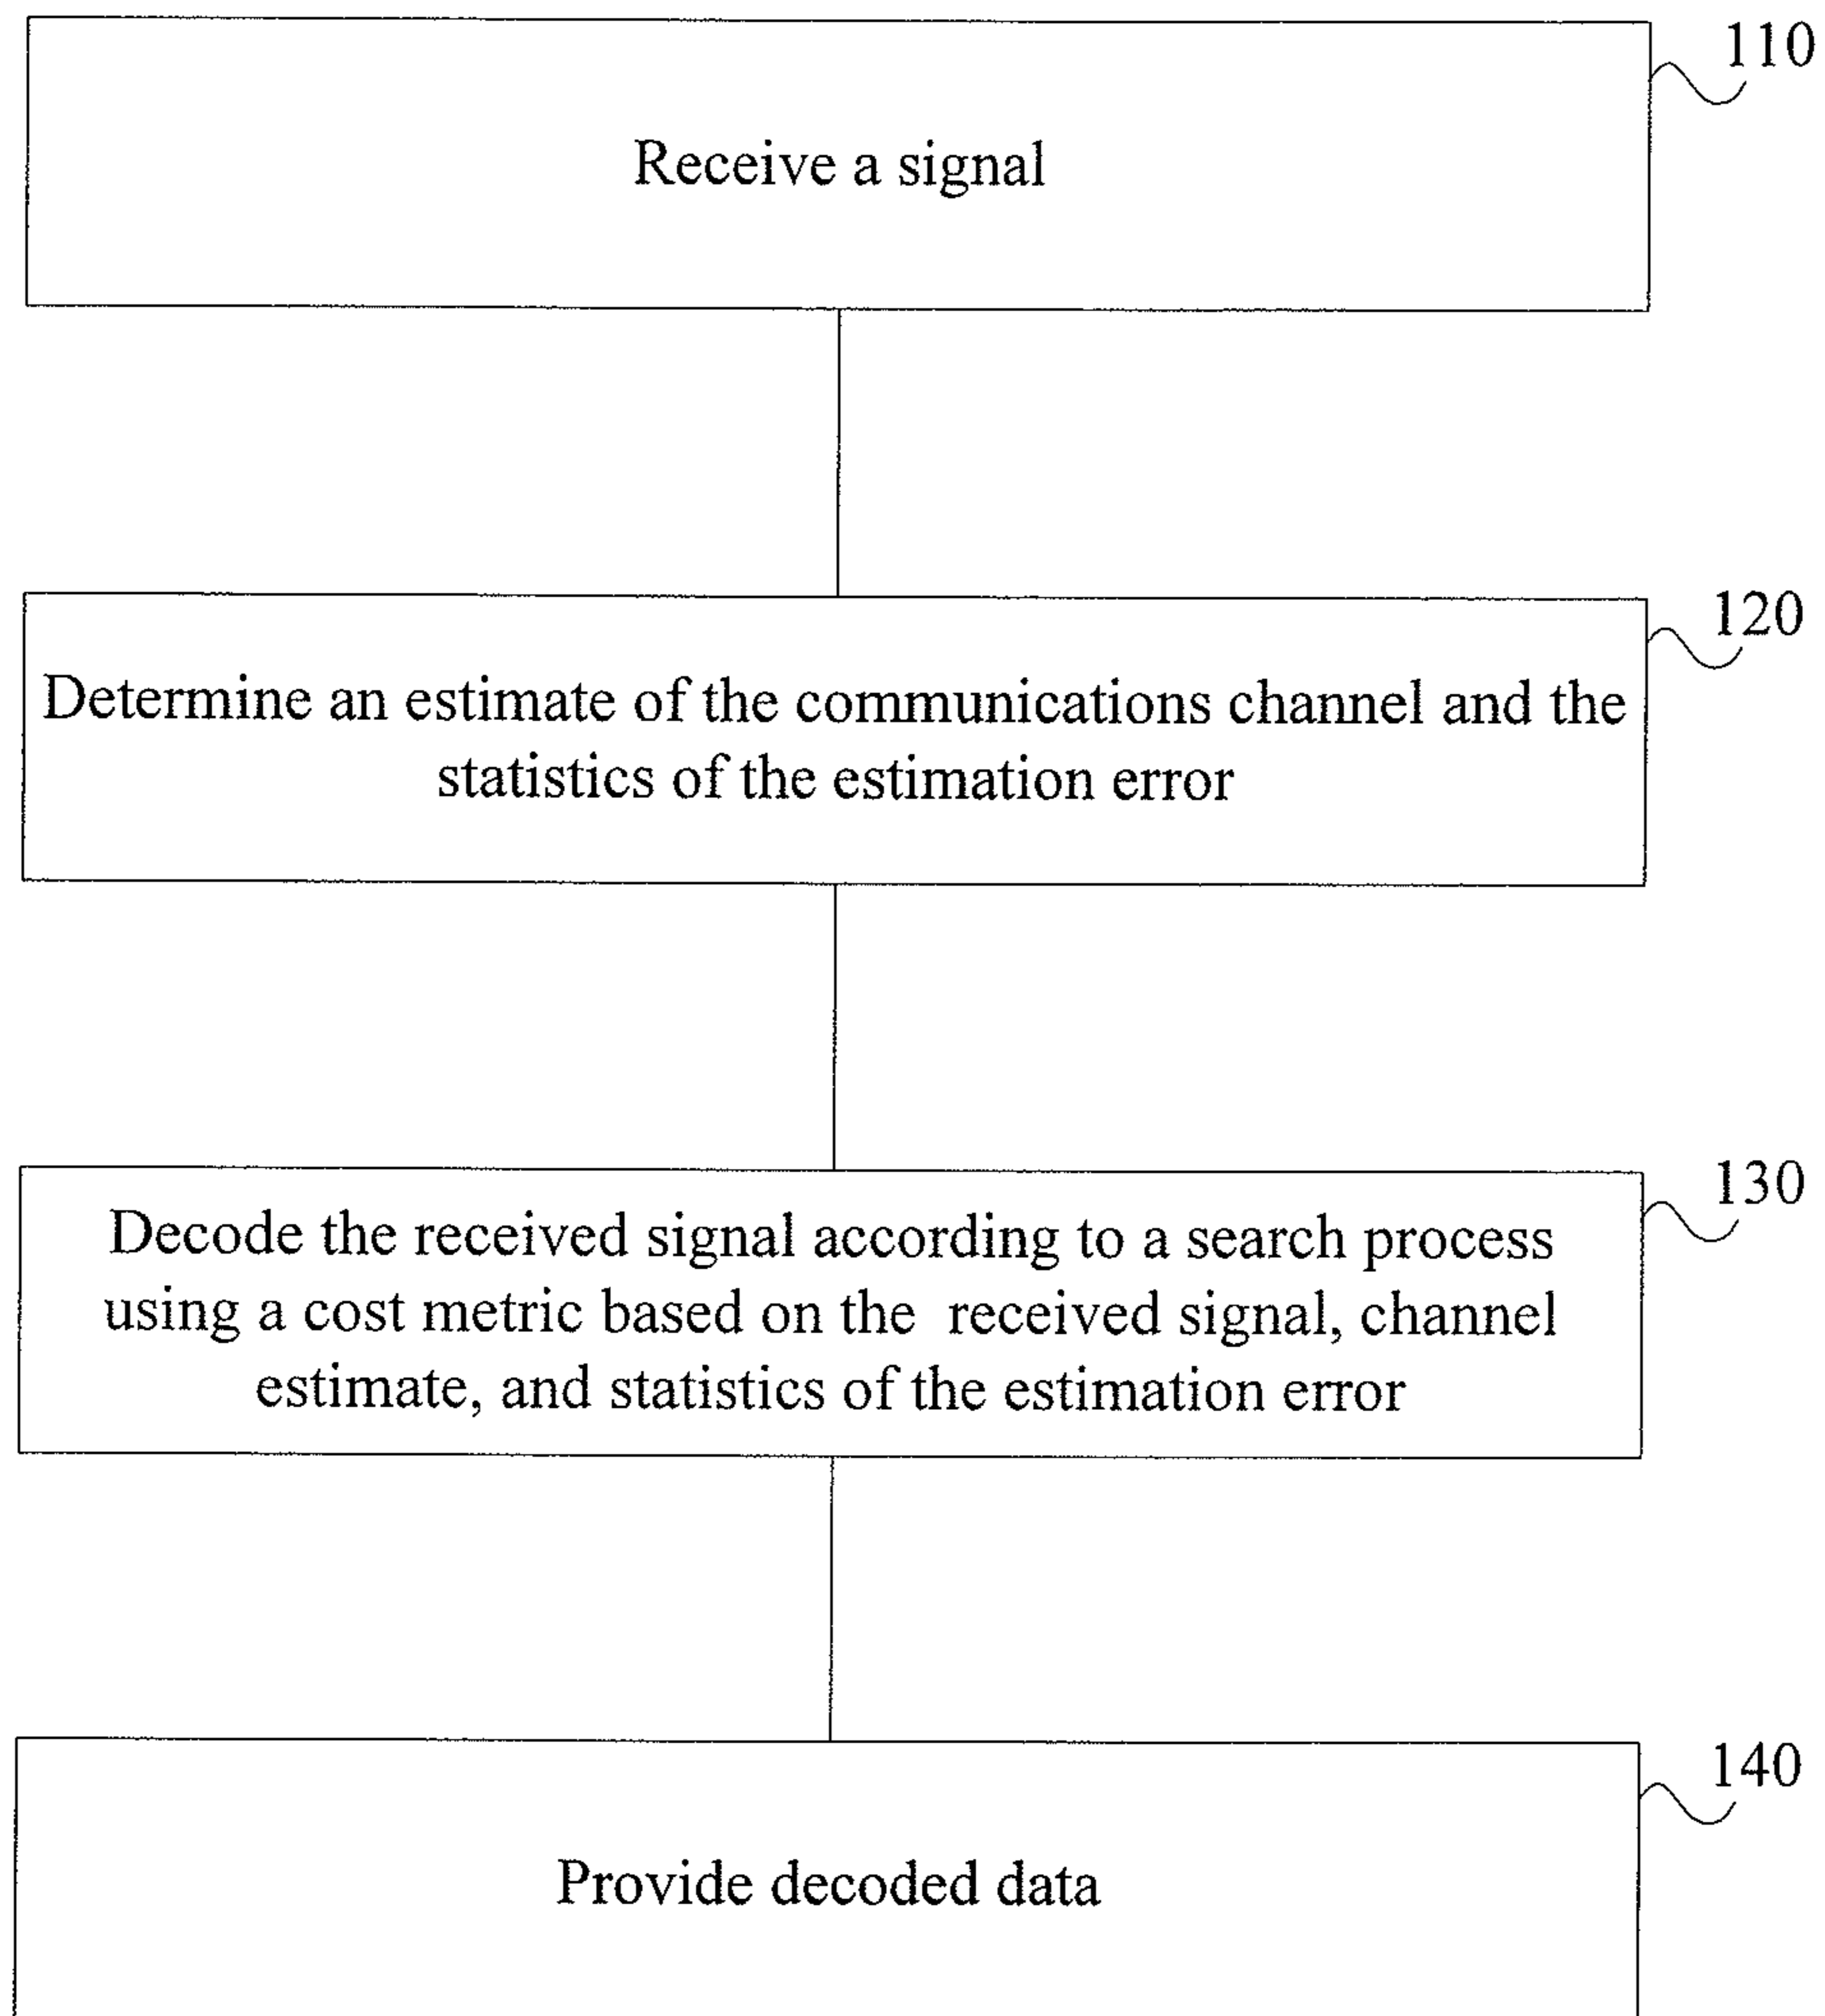 110
Receive a signal
120
Determine an estimate of the communications channel and the
statistics of the estimation error
130
Decode the received signal according to a search process
using a cost metric based on the received signal, channel
estimate, and statistics of the estimation error
140
Provide decoded data